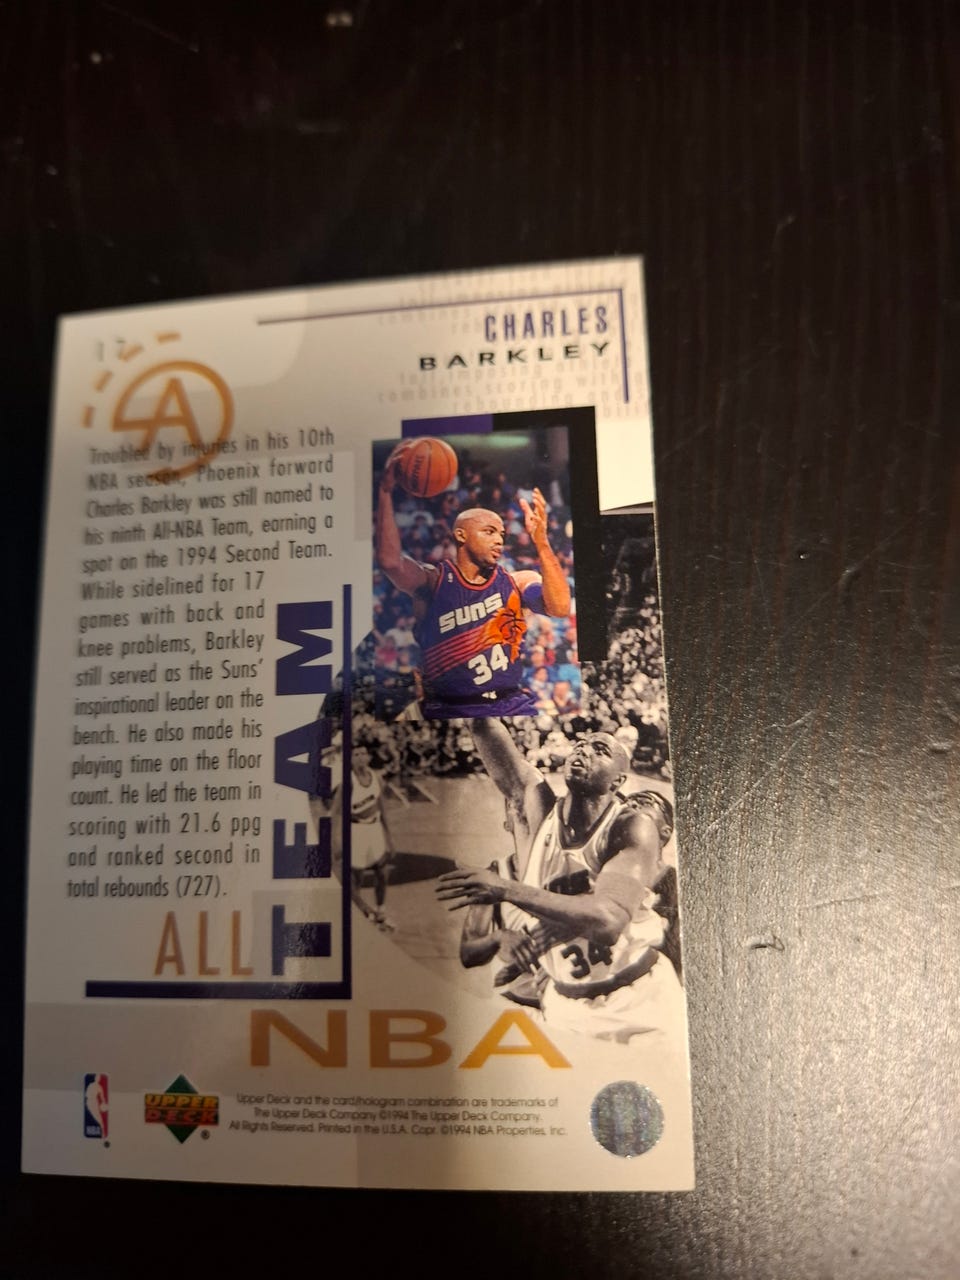 17
CHARLES
BARKLEY
A
Troubled by injuries in his 10th
NBA season, Phoenix forward
Charles Barkley was still named to
his ninth All-NBA Team, earning a
spot on the 1994 Second Team.
While sidelined for 17
games with back and
knee problems, Barkley
still served as the Suns'
inspirational leader on the
bench. He also made his
playing time on the floor
count. He led the team in
scoring with 21.6 ppg
and ranked second in
total rebounds (727).
SUNS
34
34
ALL
TEAM
NBA
NBA
UPPER
DECK
®
Upper Deck and the card/hologram combination are trademarks of
The Upper Deck Company ©1994 The Upper Deck Company.
All Rights Reserved. Printed in the U.S.A. Copr. ©1994 NBA Properties, Inc.